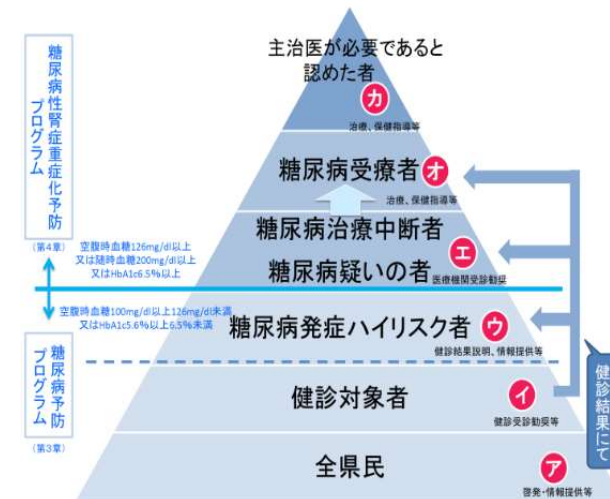 主治医が必要であると
認めた者
カ
治療、保健指導等
糖尿病受療者
オ
治療、保健指導等
糖尿病治療中断者
糖尿病疑いの者
エ
医療機関受診勧奨
糖尿病発症ハイリスク者
ウ
健診結果説明、情報提供等
健診対象者
イ
健診受診勧奨等
全県民
ア
啓発・情報提供等
糖尿病性腎症重症化予防
プログラム
(第4章)
空腹時血糖126mg/dl以上
又は随時血糖200mg/dl以上
又はHbA1c6.5%以上
空腹時血糖100mg/dl以上126mg/dl未満
又はHbA1c5.6%以上6.5%未満
糖尿病予防
プログラム
(第3章)
健診結果にて